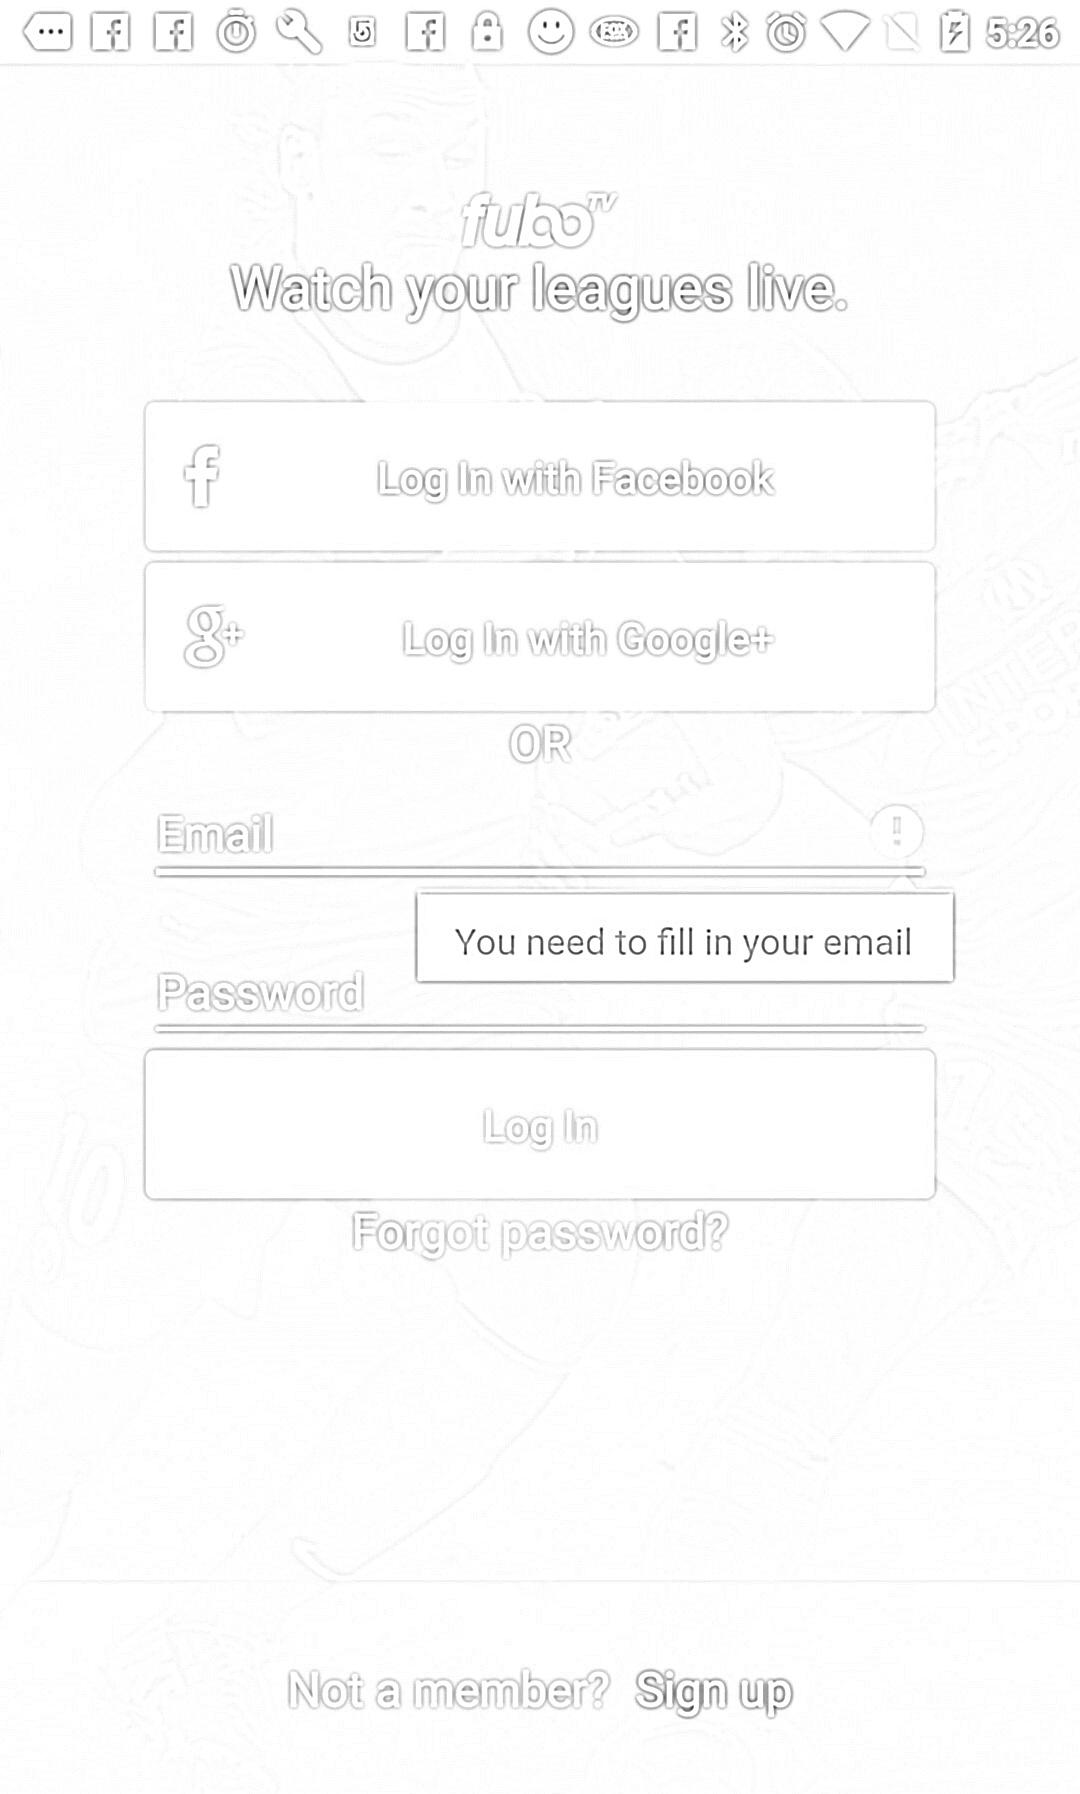 5:26
fuboTV
Watch your leagues live.
Log In with Facebook
g+ Log In with Google+
OR
Email
You need to fill in your email
Password
Log In
Forgot password?
Not a member? Sign up